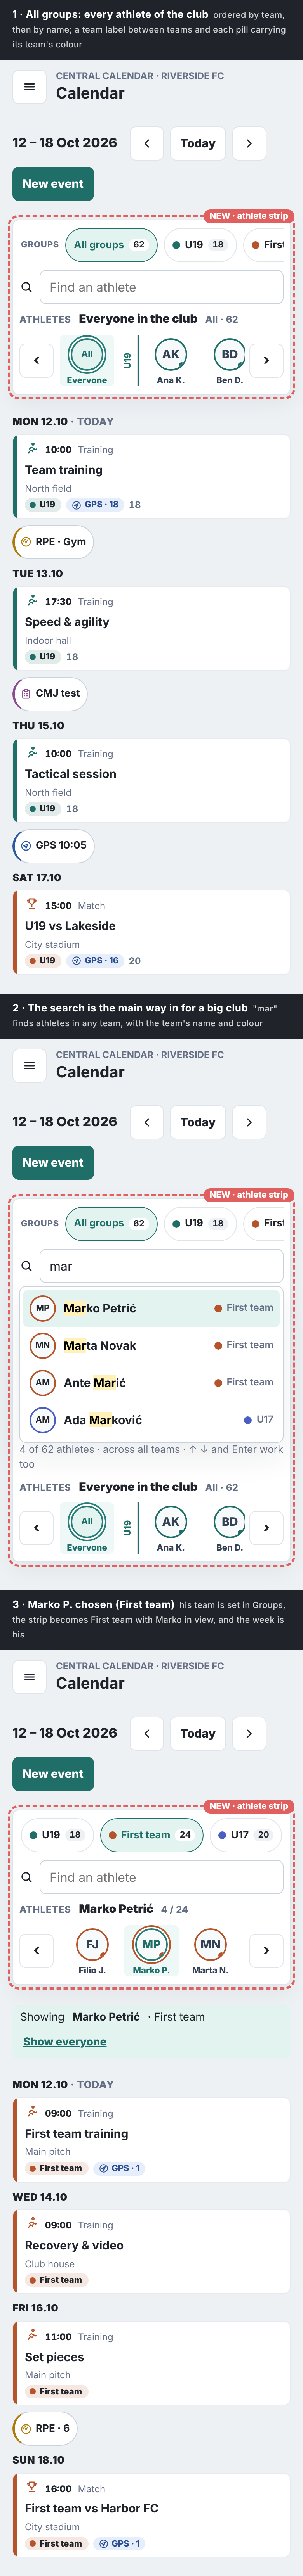 1 · All groups: every athlete of the club ordered by team,
then by name; a team label between teams and each pill carrying
its team's colour
CENTRAL CALENDAR · RIVERSIDE FC
Calendar
12 – 18 Oct 2026 Today
New event
NEW · athlete strip
GROUPS All groups 62 U19 18 First
Find an athlete
ATHLETES Everyone in the club All · 62
All U19 AK BD
Everyone Ana K. Ben D.
MON 12.10 · TODAY
10:00 Training
Team training
North field
U19 GPS · 18 18
RPE · Gym
TUE 13.10
17:30 Training
Speed & agility
Indoor hall
U19 18
CMJ test
THU 15.10
10:00 Training
Tactical session
North field
U19 18
GPS 10:05
SAT 17.10
15:00 Match
U19 vs Lakeside
City stadium
U19 GPS · 16 20
2 · The search is the main way in for a big club "mar"
finds athletes in any team, with the team's name and colour
CENTRAL CALENDAR · RIVERSIDE FC
Calendar
12 – 18 Oct 2026 Today
New event
NEW · athlete strip
GROUPS All groups 62 U19 18 First
mar
MP Marko Petrić First team
MN Marta Novak First team
AM Ante Marić First team
AM Ada Marković U17
4 of 62 athletes · across all teams · ↑ ↓ and Enter work
too
ATHLETES Everyone in the club All · 62
All U19 AK BD
Everyone Ana K. Ben D.
3 · Marko P. chosen (First team) his team is set in Groups,
the strip becomes First team with Marko in view, and the week is
his
CENTRAL CALENDAR · RIVERSIDE FC
Calendar
12 – 18 Oct 2026 Today
New event
NEW · athlete strip
U19 18 First team 24 U17 20
Find an athlete
ATHLETES Marko Petrić 4 / 24
FJ MP MN
Filip J. Marko P. Marta N.
Showing Marko Petrić · First team
Show everyone
MON 12.10 · TODAY
09:00 Training
First team training
Main pitch
First team GPS · 1
WED 14.10
09:00 Training
Recovery & video
Club house
First team
FRI 16.10
11:00 Training
Set pieces
Main pitch
First team
RPE · 6
SUN 18.10
16:00 Match
First team vs Harbor FC
City stadium
First team GPS · 1